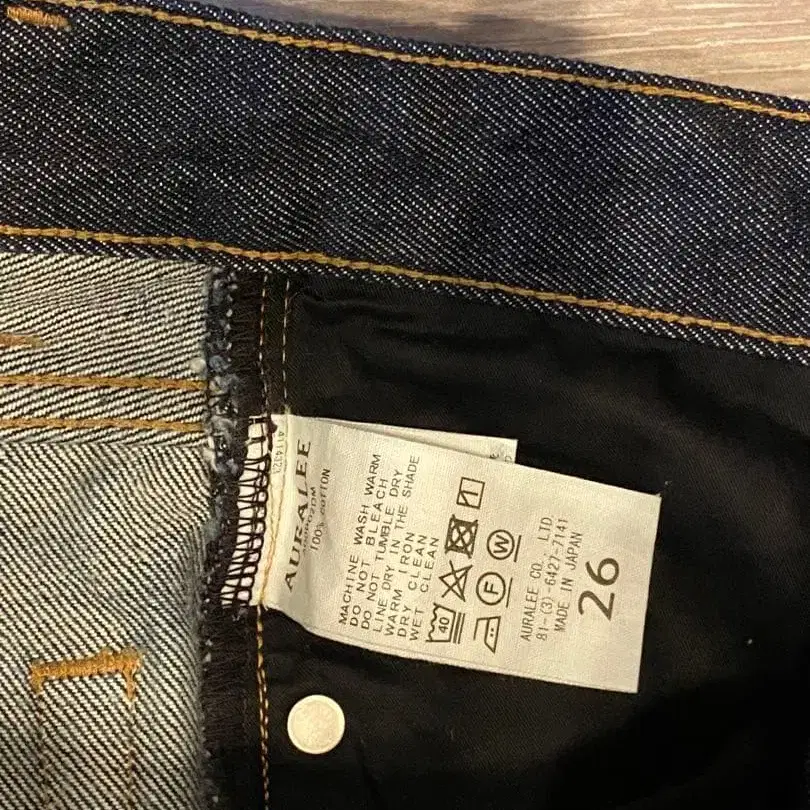 AURALEE
100% COTTON
MACHINE WASH WARM
DO NOT BLEACH
DO NOT TUMBLE DRY
LINE DRY IN THE SHADE
WARM IRON
DRY CLEAN
WET CLEAN
40
F W
AURALEE CO., LTD.
81-(3)-6427-7141
MADE IN JAPAN
26